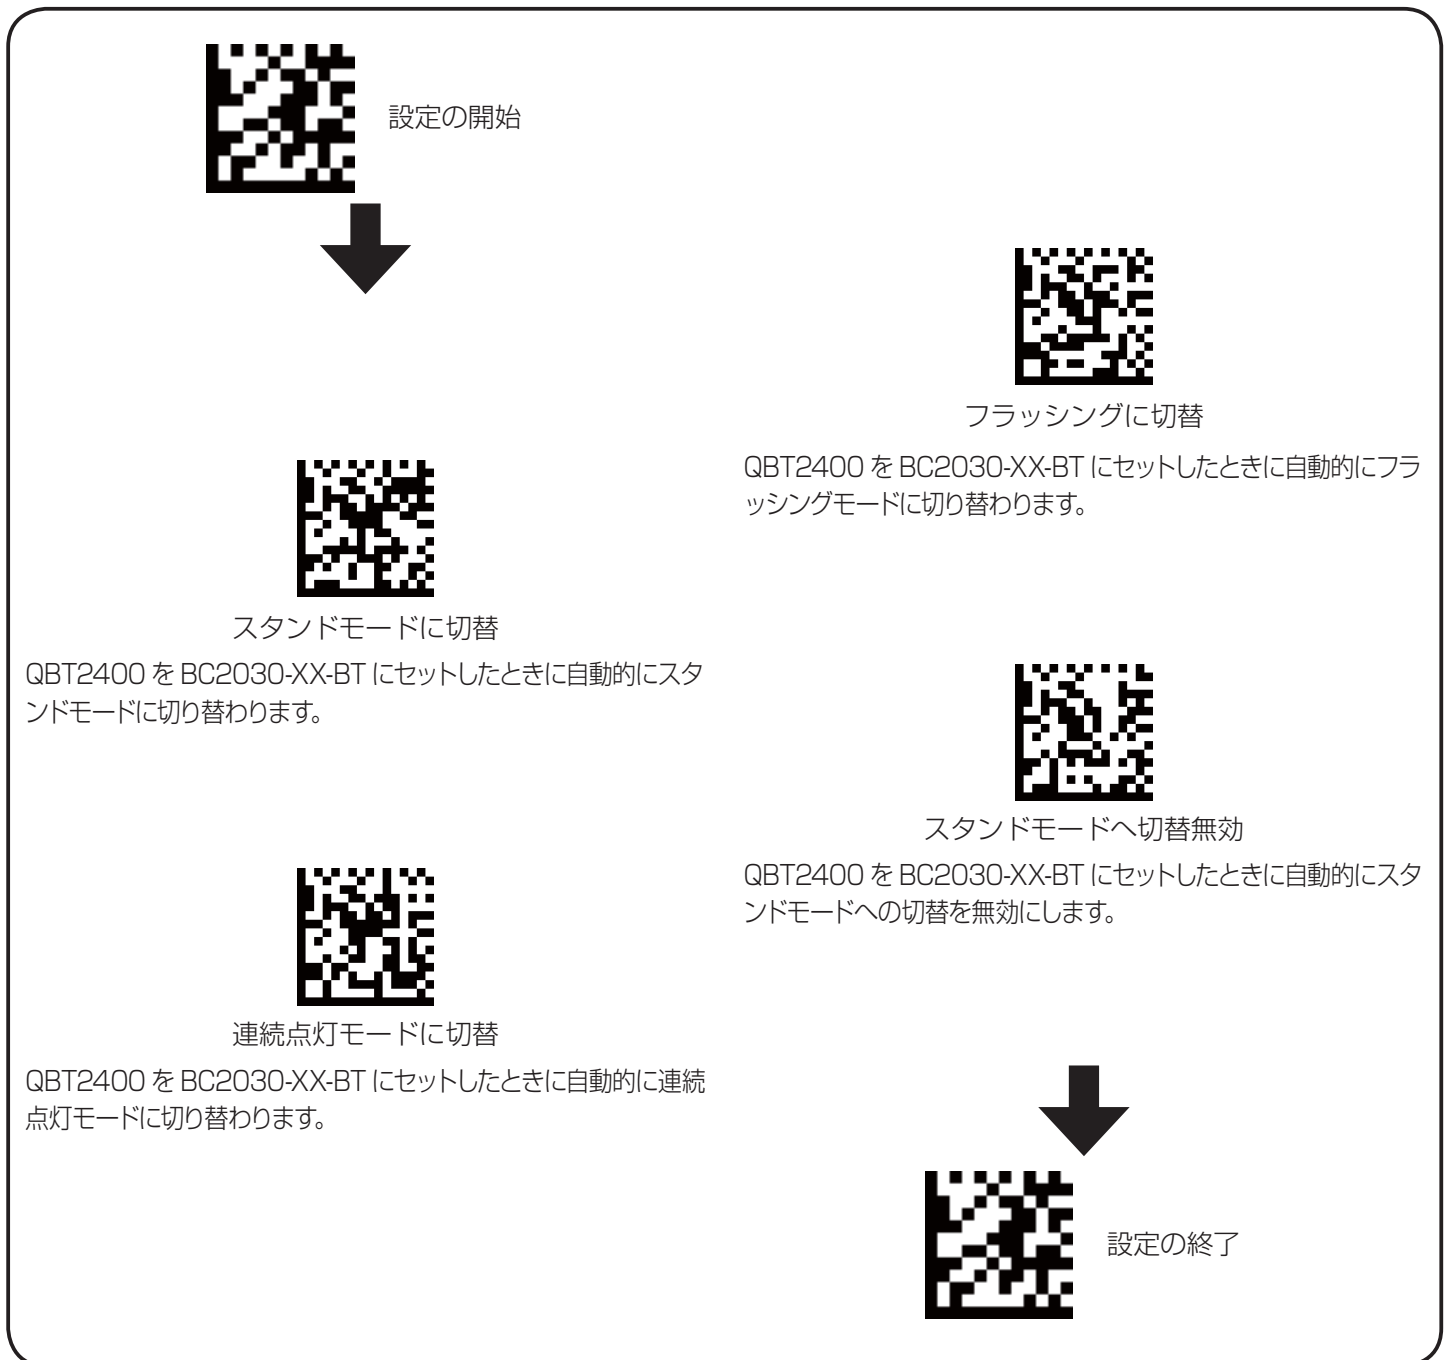 設定の開始
スタンドモードに切替
QBT2400 を BC2030-XX-BT にセットしたときに自動的にスタ
ンドモードに切り替わります。
連続点灯モードに切替
QBT2400 を BC2030-XX-BT にセットしたときに自動的に連続
点灯モードに切り替わります。
フラッシングに切替
QBT2400 を BC2030-XX-BT にセットしたときに自動的にフラ
ッシングモードに切り替わります。
スタンドモードへ切替無効
QBT2400 を BC2030-XX-BT にセットしたときに自動的にスタ
ンドモードへの切替を無効にします。
設定の終了